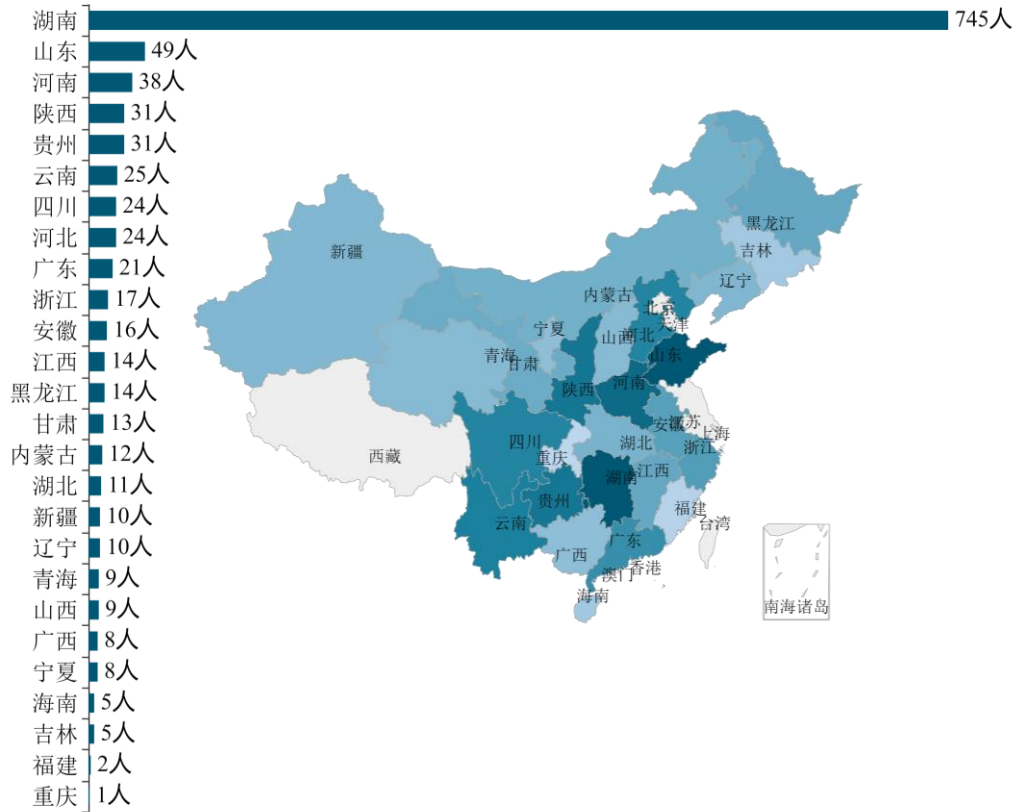 湖南 745人
山东 49人
河南 38人
陕西 31人
贵州 31人
云南 25人
四川 24人
河北 24人
广东 21人
浙江 17人
安徽 16人
江西 14人
黑龙江 14人
甘肃 13人
内蒙古 12人
湖北 11人
新疆 10人
辽宁 10人
青海 9人
山西 9人
广西 8人
宁夏 8人
海南 5人
吉林 5人
福建 2人
重庆 1人
黑龙江
吉林
新疆
辽宁
内蒙古
北京
天津
宁夏
山西
河北
青海
甘肃
山东
陕西
河南
安徽
江苏
上海
四川
湖北
浙江
西藏
重庆
湖南
江西
贵州
福建
云南
台湾
广东
广西
香港
澳门
海南
南海诸岛